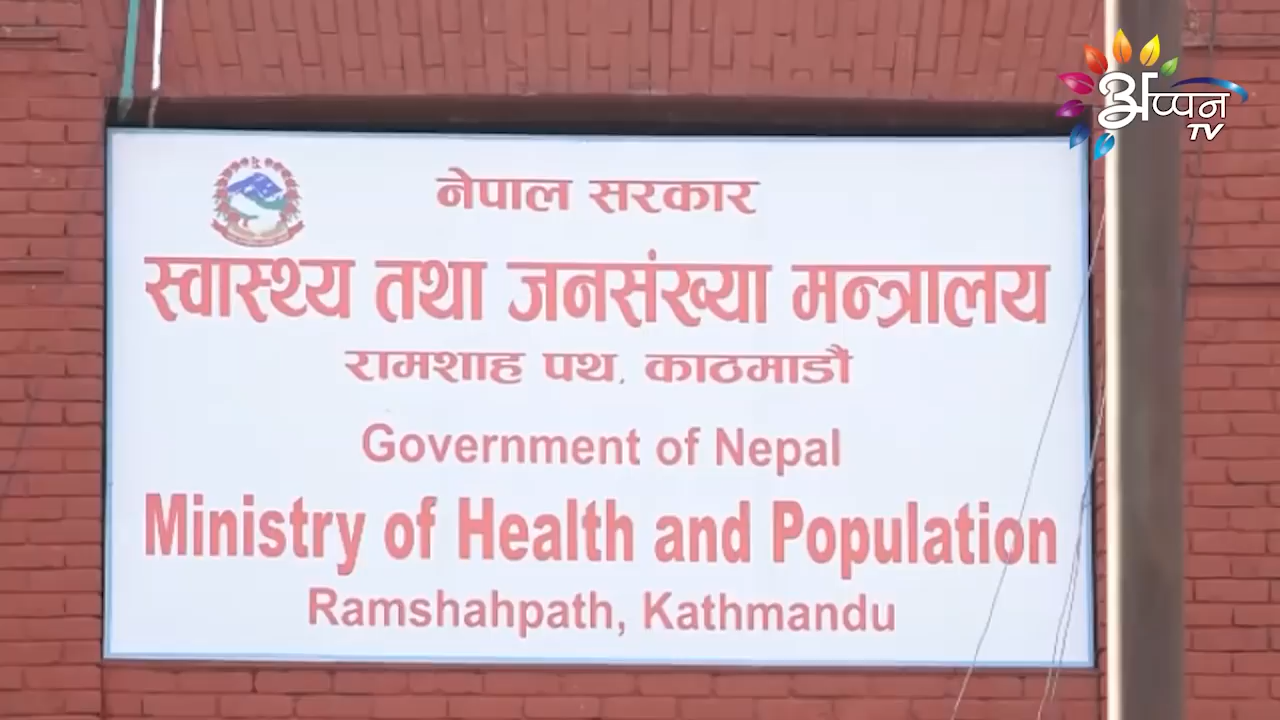 अप्पन
TV
नेपाल सरकार
स्वास्थ्य तथा जनसंख्या मन्त्रालय
रामशाह पथ, काठमाडौं
Government of Nepal
Ministry of Health and Population
Ramshahpath, Kathmandu